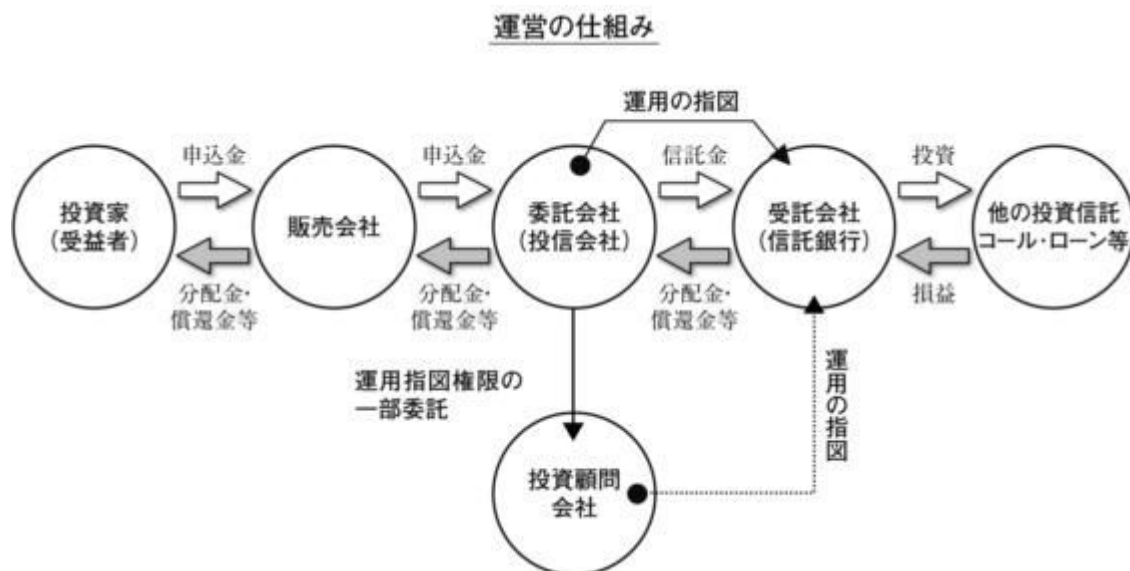 運営の仕組み
運用の指図
申込金
申込金
信託金
投資
投資家
(受益者)
販売会社
委託会社
(投信会社)
受託会社
(信託銀行)
他の投資信託
コール・ローン等
分配金・
償還金等
分配金・
償還金等
分配金・
償還金等
損益
運用指図権限の
一部委託
運用の指図
投資顧問
会社